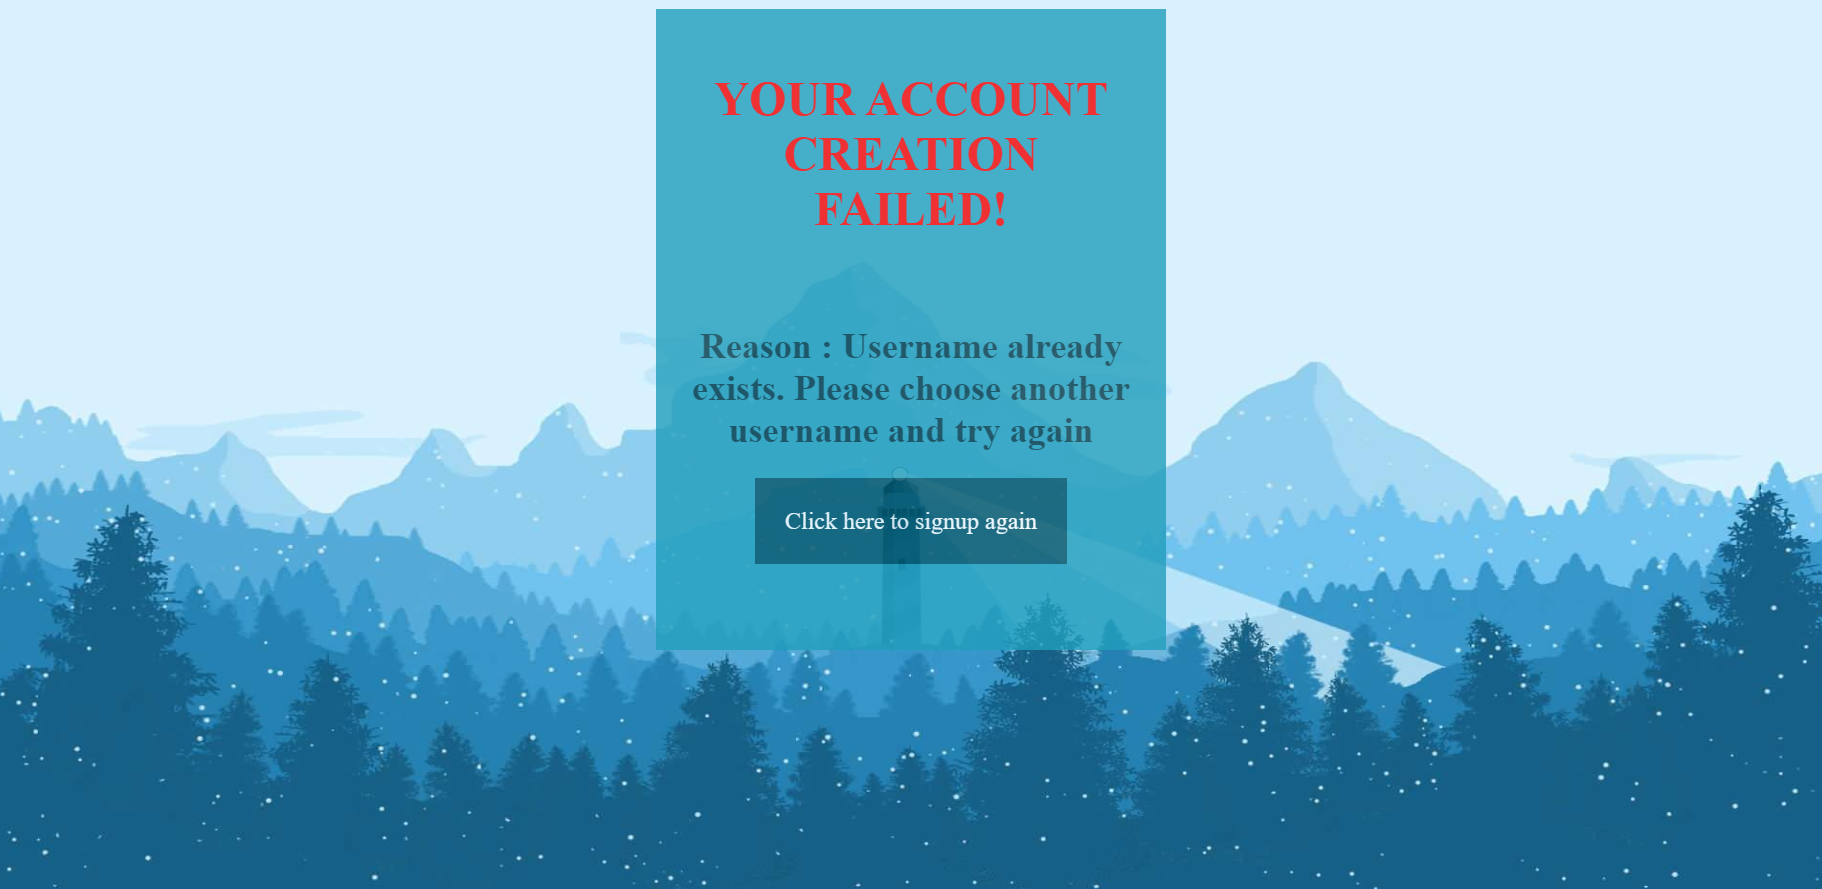 YOUR ACCOUNT
CREATION
FAILED!
Reason : Username already
exists. Please choose another
username and try again
Click here to signup again